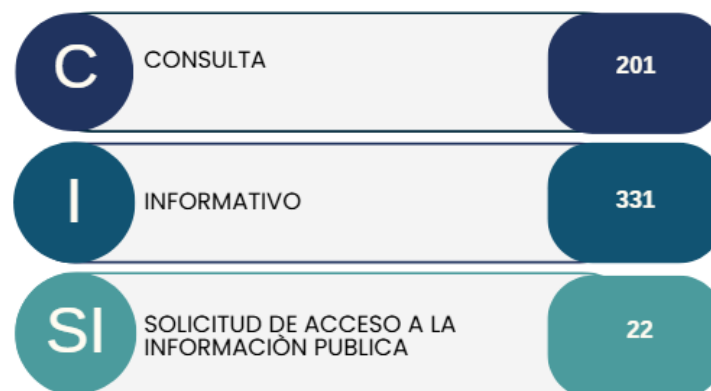 C CONSULTA 201
I INFORMATIVO 331
SI SOLICITUD DE ACCESO A LA
INFORMACIÒN PUBLICA 22